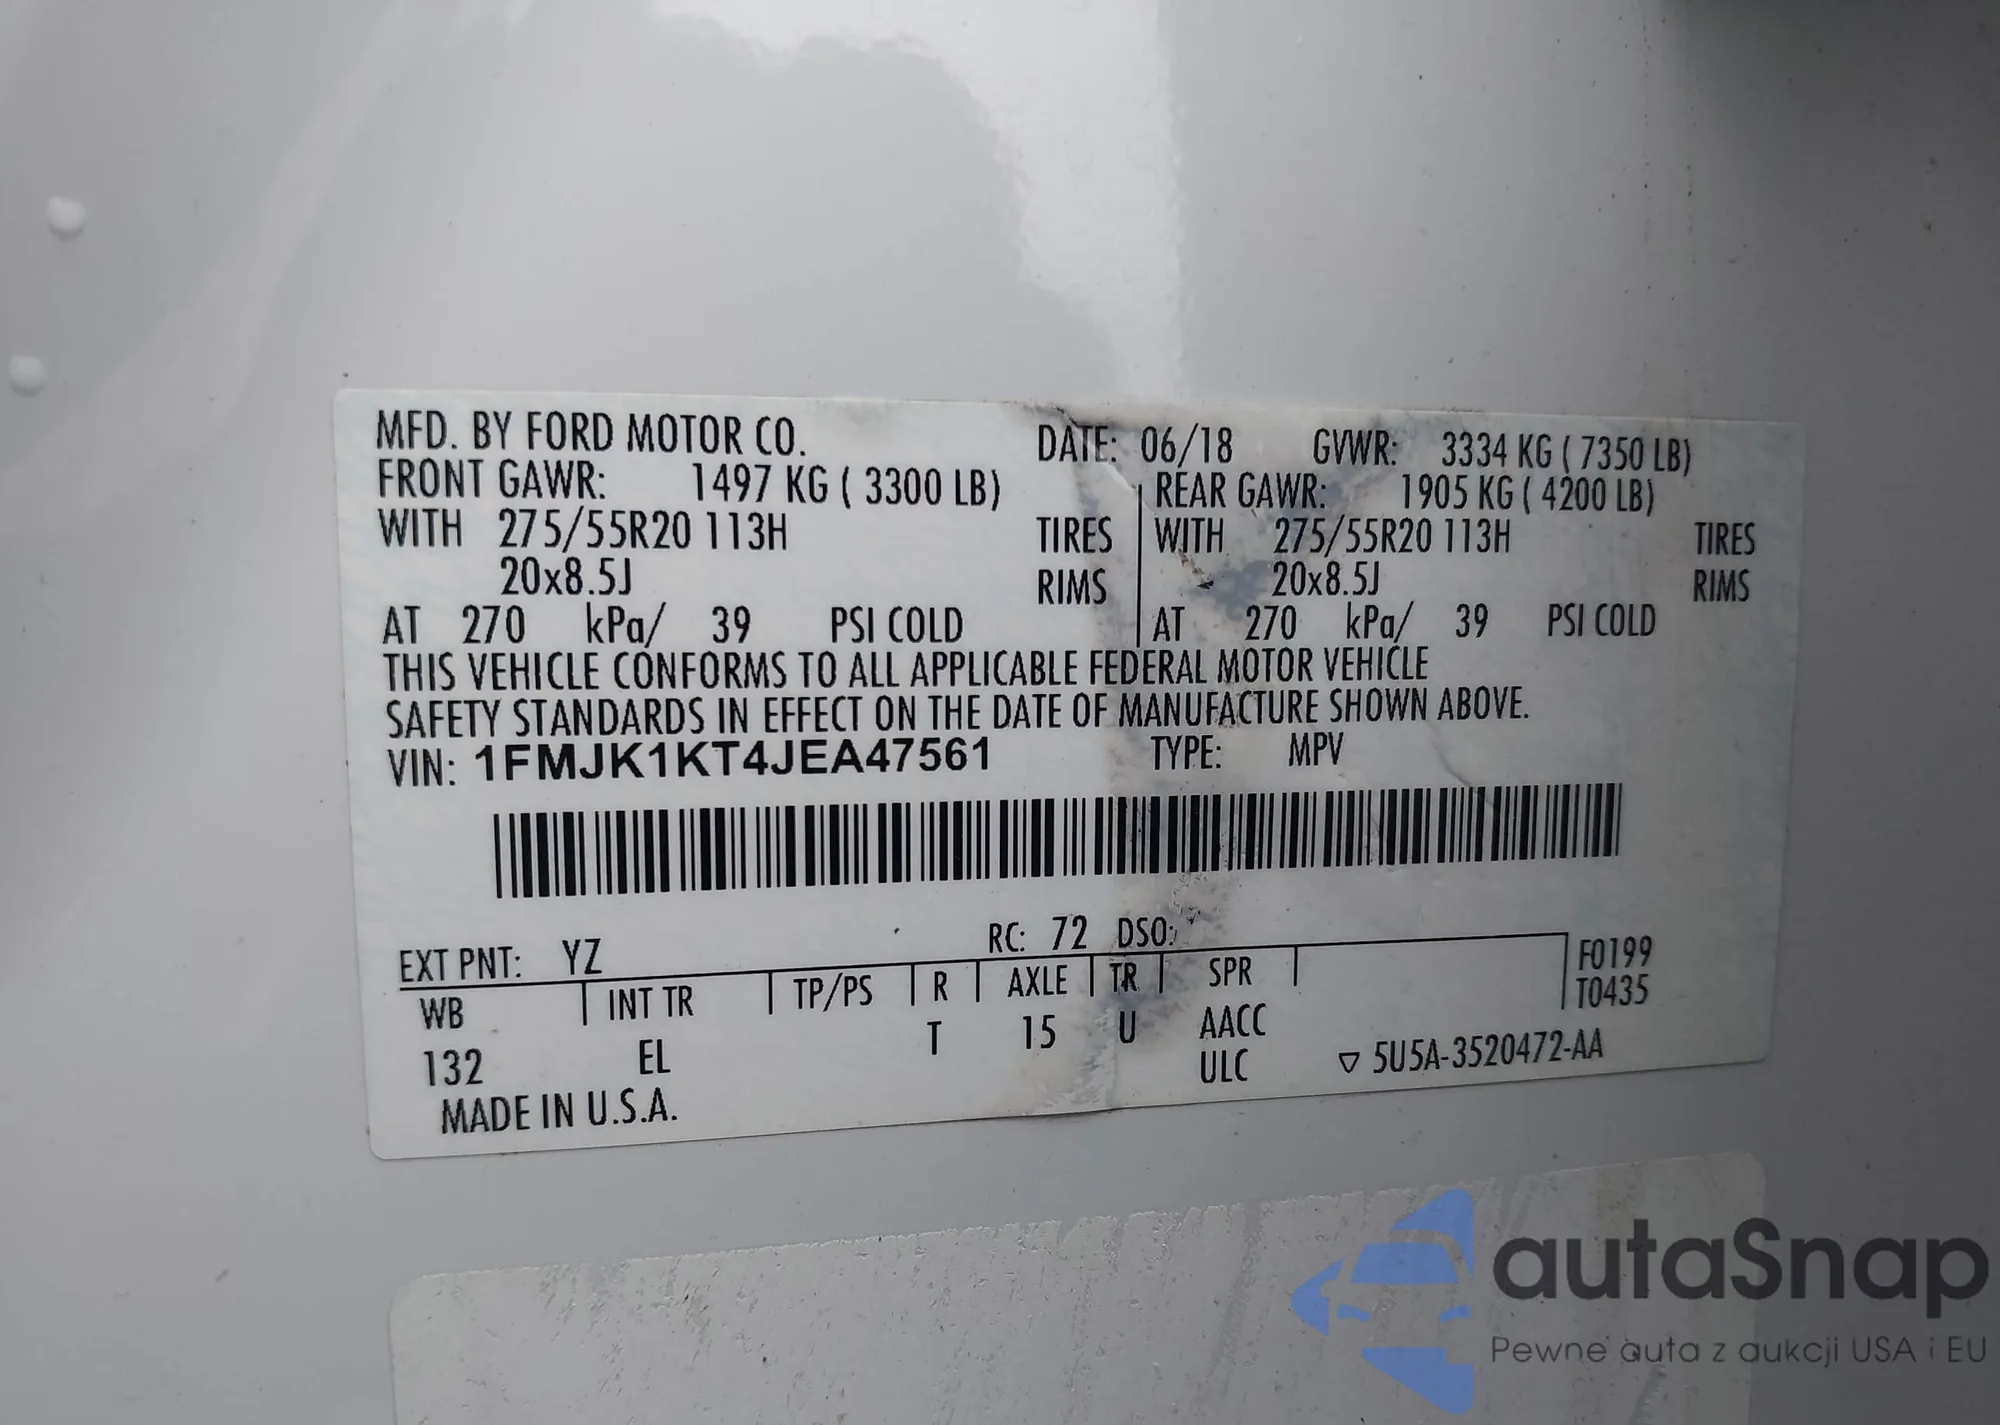 MFD. BY FORD MOTOR CO. DATE: 06/18 GVWR: 3334 KG ( 7350 LB)
FRONT GAWR: 1497 KG ( 3300 LB) REAR GAWR: 1905 KG ( 4200 LB)
WITH 275/55R20 113H TIRES WITH 275/55R20 113H TIRES
20x8.5J RIMS 20x8.5J RIMS
AT 270 kPa/ 39 PSI COLD AT 270 kPa/ 39 PSI COLD
THIS VEHICLE CONFORMS TO ALL APPLICABLE FEDERAL MOTOR VEHICLE
SAFETY STANDARDS IN EFFECT ON THE DATE OF MANUFACTURE SHOWN ABOVE.
VIN: 1FMJK1KT4JEA47561 TYPE: MPV
EXT PNT: YZ RC: 72 DSO:
WB INT TR TP/PS R AXLE TR SPR F0199
T0435
132 EL T 15 U AACC
ULC ▽ 5U5A-3520472-AA
MADE IN U.S.A.
autaSnap
Pewne auta z aukcji USA i EU